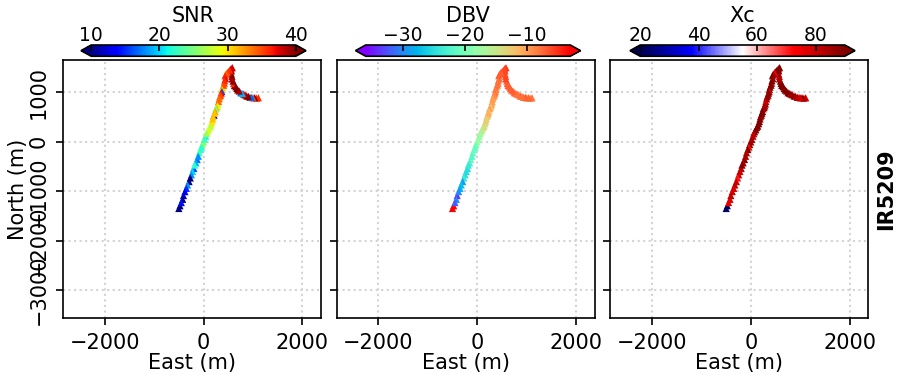 SNR DBV Xc
10 20 30 40 −30 −20 −10 20 40 60 80
North (m)
1000
0
−1000
−2000
−3000
−2000 0 2000 −2000 0 2000 −2000 0 2000
East (m) East (m) East (m)
IR5209